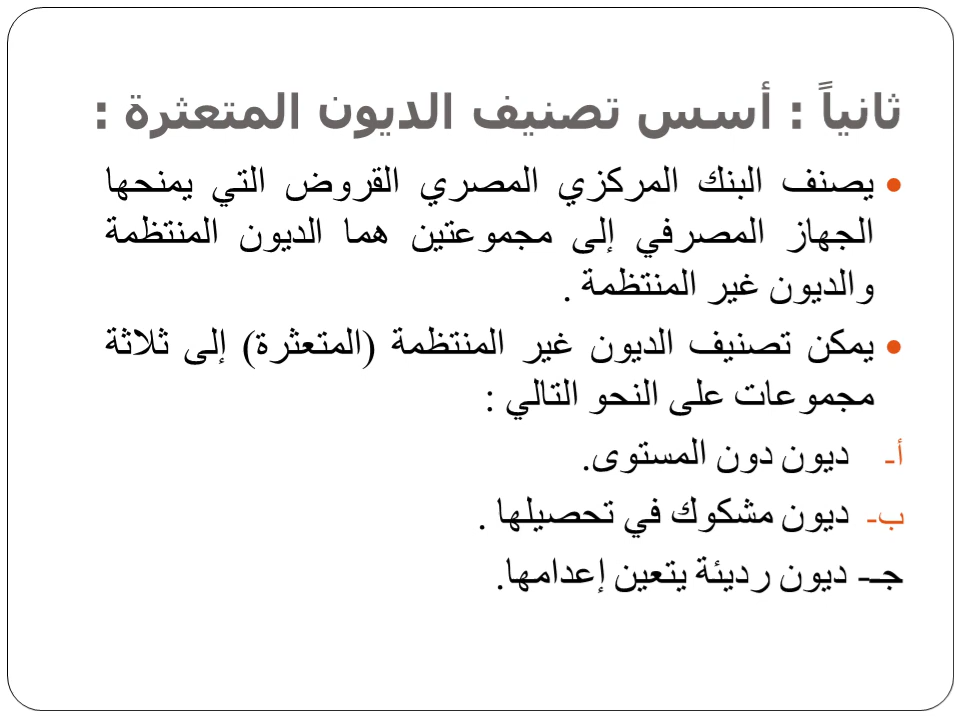 ثانياً : أسس تصنيف الديون المتعثرة :
• يصنف البنك المركزي المصري القروض التي يمنحها
الجهاز المصرفي إلى مجموعتين هما الديون المنتظمة
والديون غير المنتظمة .
• يمكن تصنيف الديون غير المنتظمة (المتعثرة) إلى ثلاثة
مجموعات على النحو التالي :
أ- ديون دون المستوى.
ب- ديون مشكوك في تحصيلها .
جـ- ديون رديئة يتعين إعدامها.